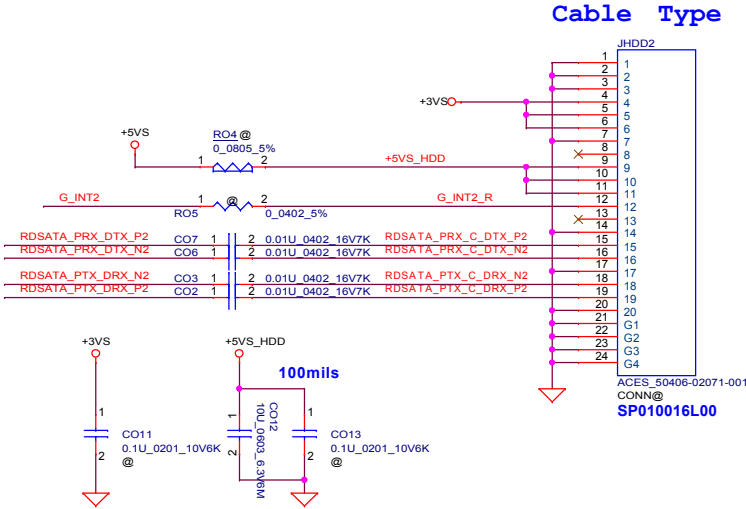 Cable Type
JHDD2
1 1
2 2
3 3
+3VS 4 4
5 5
6 6
7 7
8 8
+5VS RO4 @ 0_0805_5% 1 2 +5VS_HDD 9 9
10 10
11 11
G_INT2 1 @ 2 G_INT2_R 12 12
RO5 0_0402_5%
13 13
14 14
RDSATA_PRX_DTX_P2 CO7 1 2 0.01U_0402_16V7K RDSATA_PRX_C_DTX_P2 15 15
RDSATA_PRX_DTX_N2 CO6 1 2 0.01U_0402_16V7K RDSATA_PRX_C_DTX_N2 16 16
17 17
RDSATA_PTX_DRX_N2 CO3 1 2 0.01U_0402_16V7K RDSATA_PTX_C_DRX_N2 18 18
RDSATA_PTX_DRX_P2 CO2 1 2 0.01U_0402_16V7K RDSATA_PTX_C_DRX_P2 19 19
20 20
21 G1
22 G2
23 G3
24 G4
ACES_50406-02071-001
CONN@
SP010016L00
+3VS
1
CO11
0.1U_0201_10V6K
2
@
+5VS_HDD
100mils
1
CO12
10U_0603_6.3V6M
2
1
CO13
0.1U_0201_10V6K
2
@